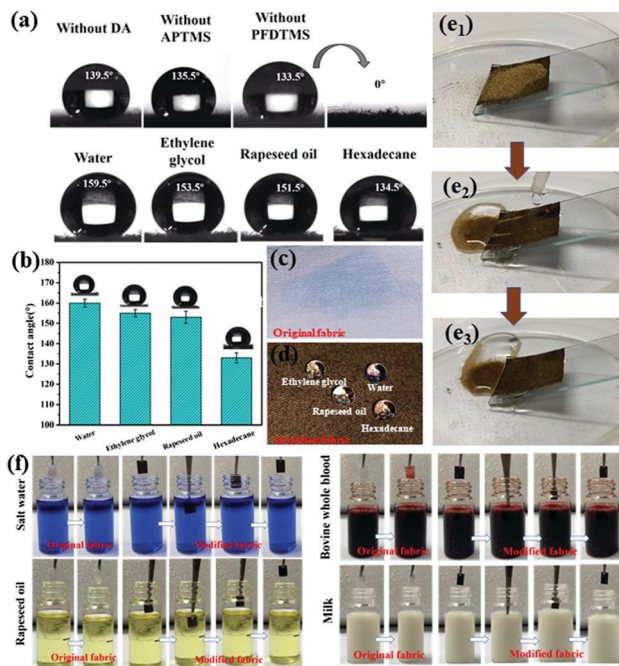 (a)
Without DA
Without
APTMS
Without
PFDTMS
139.5°
135.5°
133.5°
0°
Water
Ethylene
glycol
Rapeseed oil
Hexadecane
159.5°
153.5°
151.5°
134.5°
(b)
Contact angle(°)
180
170
160
150
140
130
120
110
100
Water
Ethylene glycol
Rapeseed oil
Hexadecane
(c)
Original fabric
(d)
Ethylene glycol
Water
Rapeseed oil
Hexadecane
Modified fabric
(e1)
(e2)
(e3)
(f)
Salt water
Original fabric
Modified fabric
Bovine whole blood
Original fabric
Modified fabric
Rapeseed oil
Original fabric
Modified fabric
Milk
Original fabric
Modified fabric